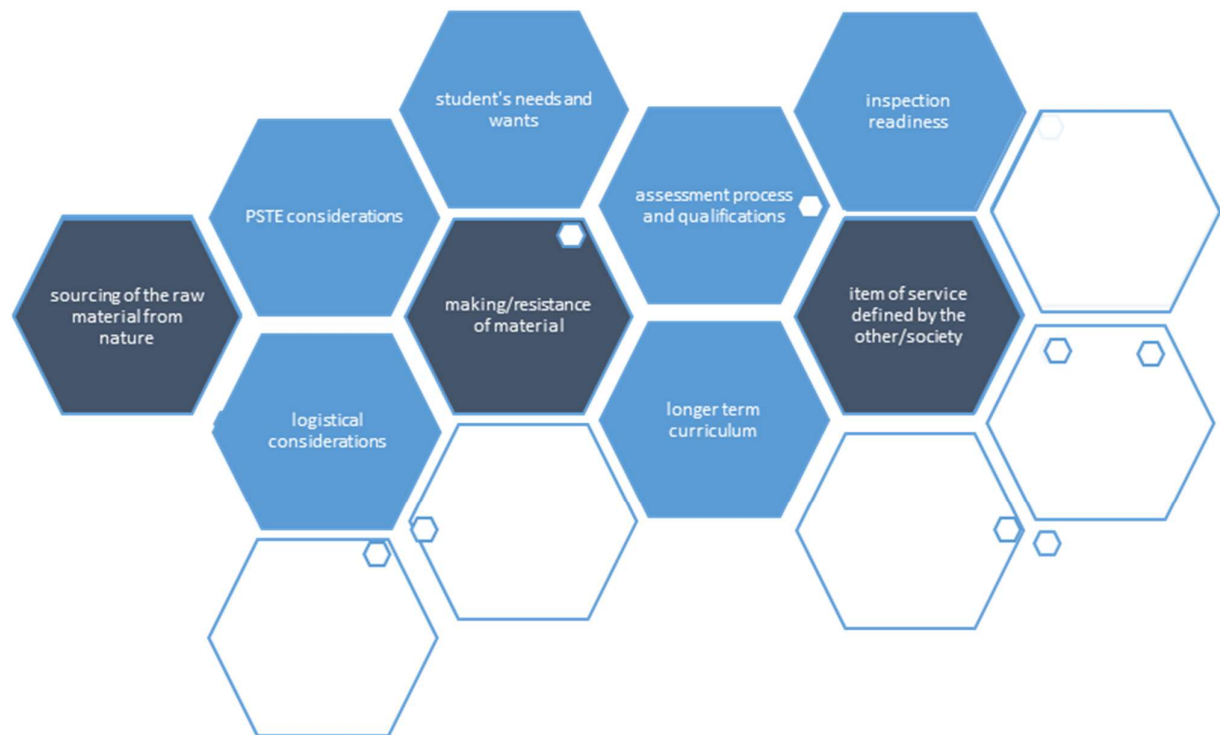 student's needs and
wants
inspection
readiness
PSTE considerations
assessment process
and qualifications
sourcing of the raw
material from
nature
making/resistance
of material
item of service
defined by the
other/society
logistical
considerations
longer term
curriculum